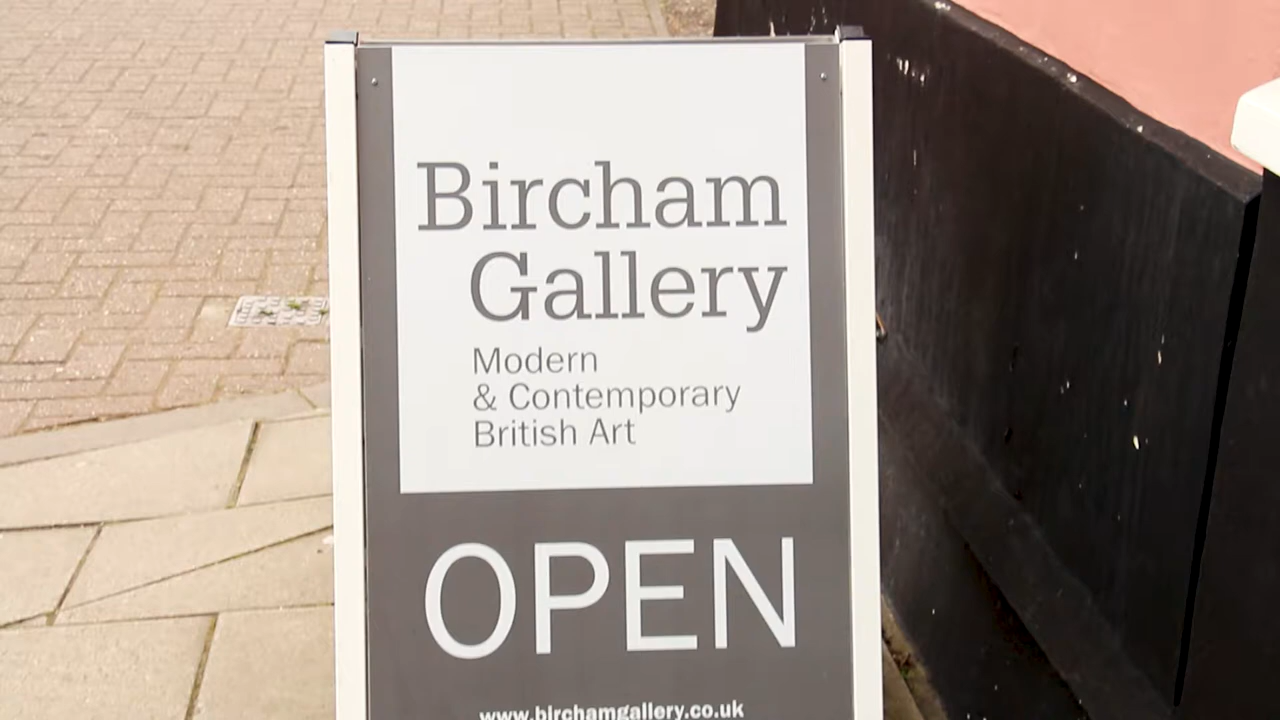 Bircham
Gallery
Modern
& Contemporary
British Art
OPEN
www.birchamgallery.co.uk